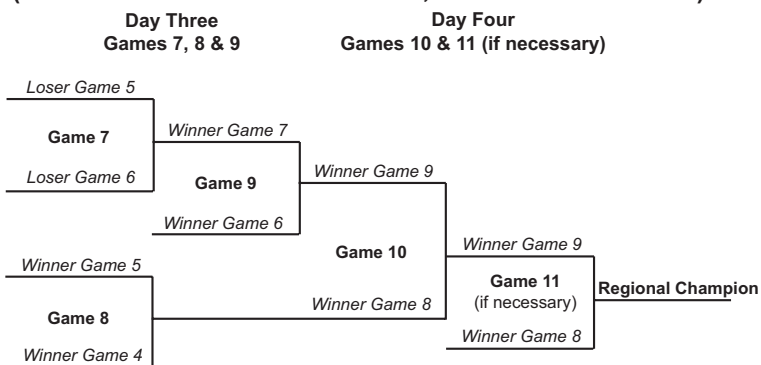 Day Three
Games 7, 8 & 9
Day Four
Games 10 & 11 (if necessary)
Loser Game 5
Game 7
Loser Game 6
Winner Game 7
Game 9
Winner Game 6
Winner Game 5
Game 8
Winner Game 4
Winner Game 9
Game 10
Winner Game 8
Winner Game 9
Game 11
(if necessary)
Winner Game 8
Regional Champion